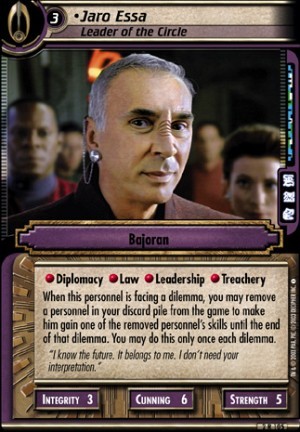 3
•Jaro Essa
Leader of the Circle
Bajoran
Diplomacy Law Leadership Treachery
When this personnel is facing a dilemma, you may remove
a personnel in your discard pile from the game to make
him gain one of the removed personnel's skills until the end
of that dilemma. You may do this only once each dilemma.
"I know the future. It belongs to me. I don't need your
interpretation."
INTEGRITY 3 CUNNING 6 STRENGTH 5